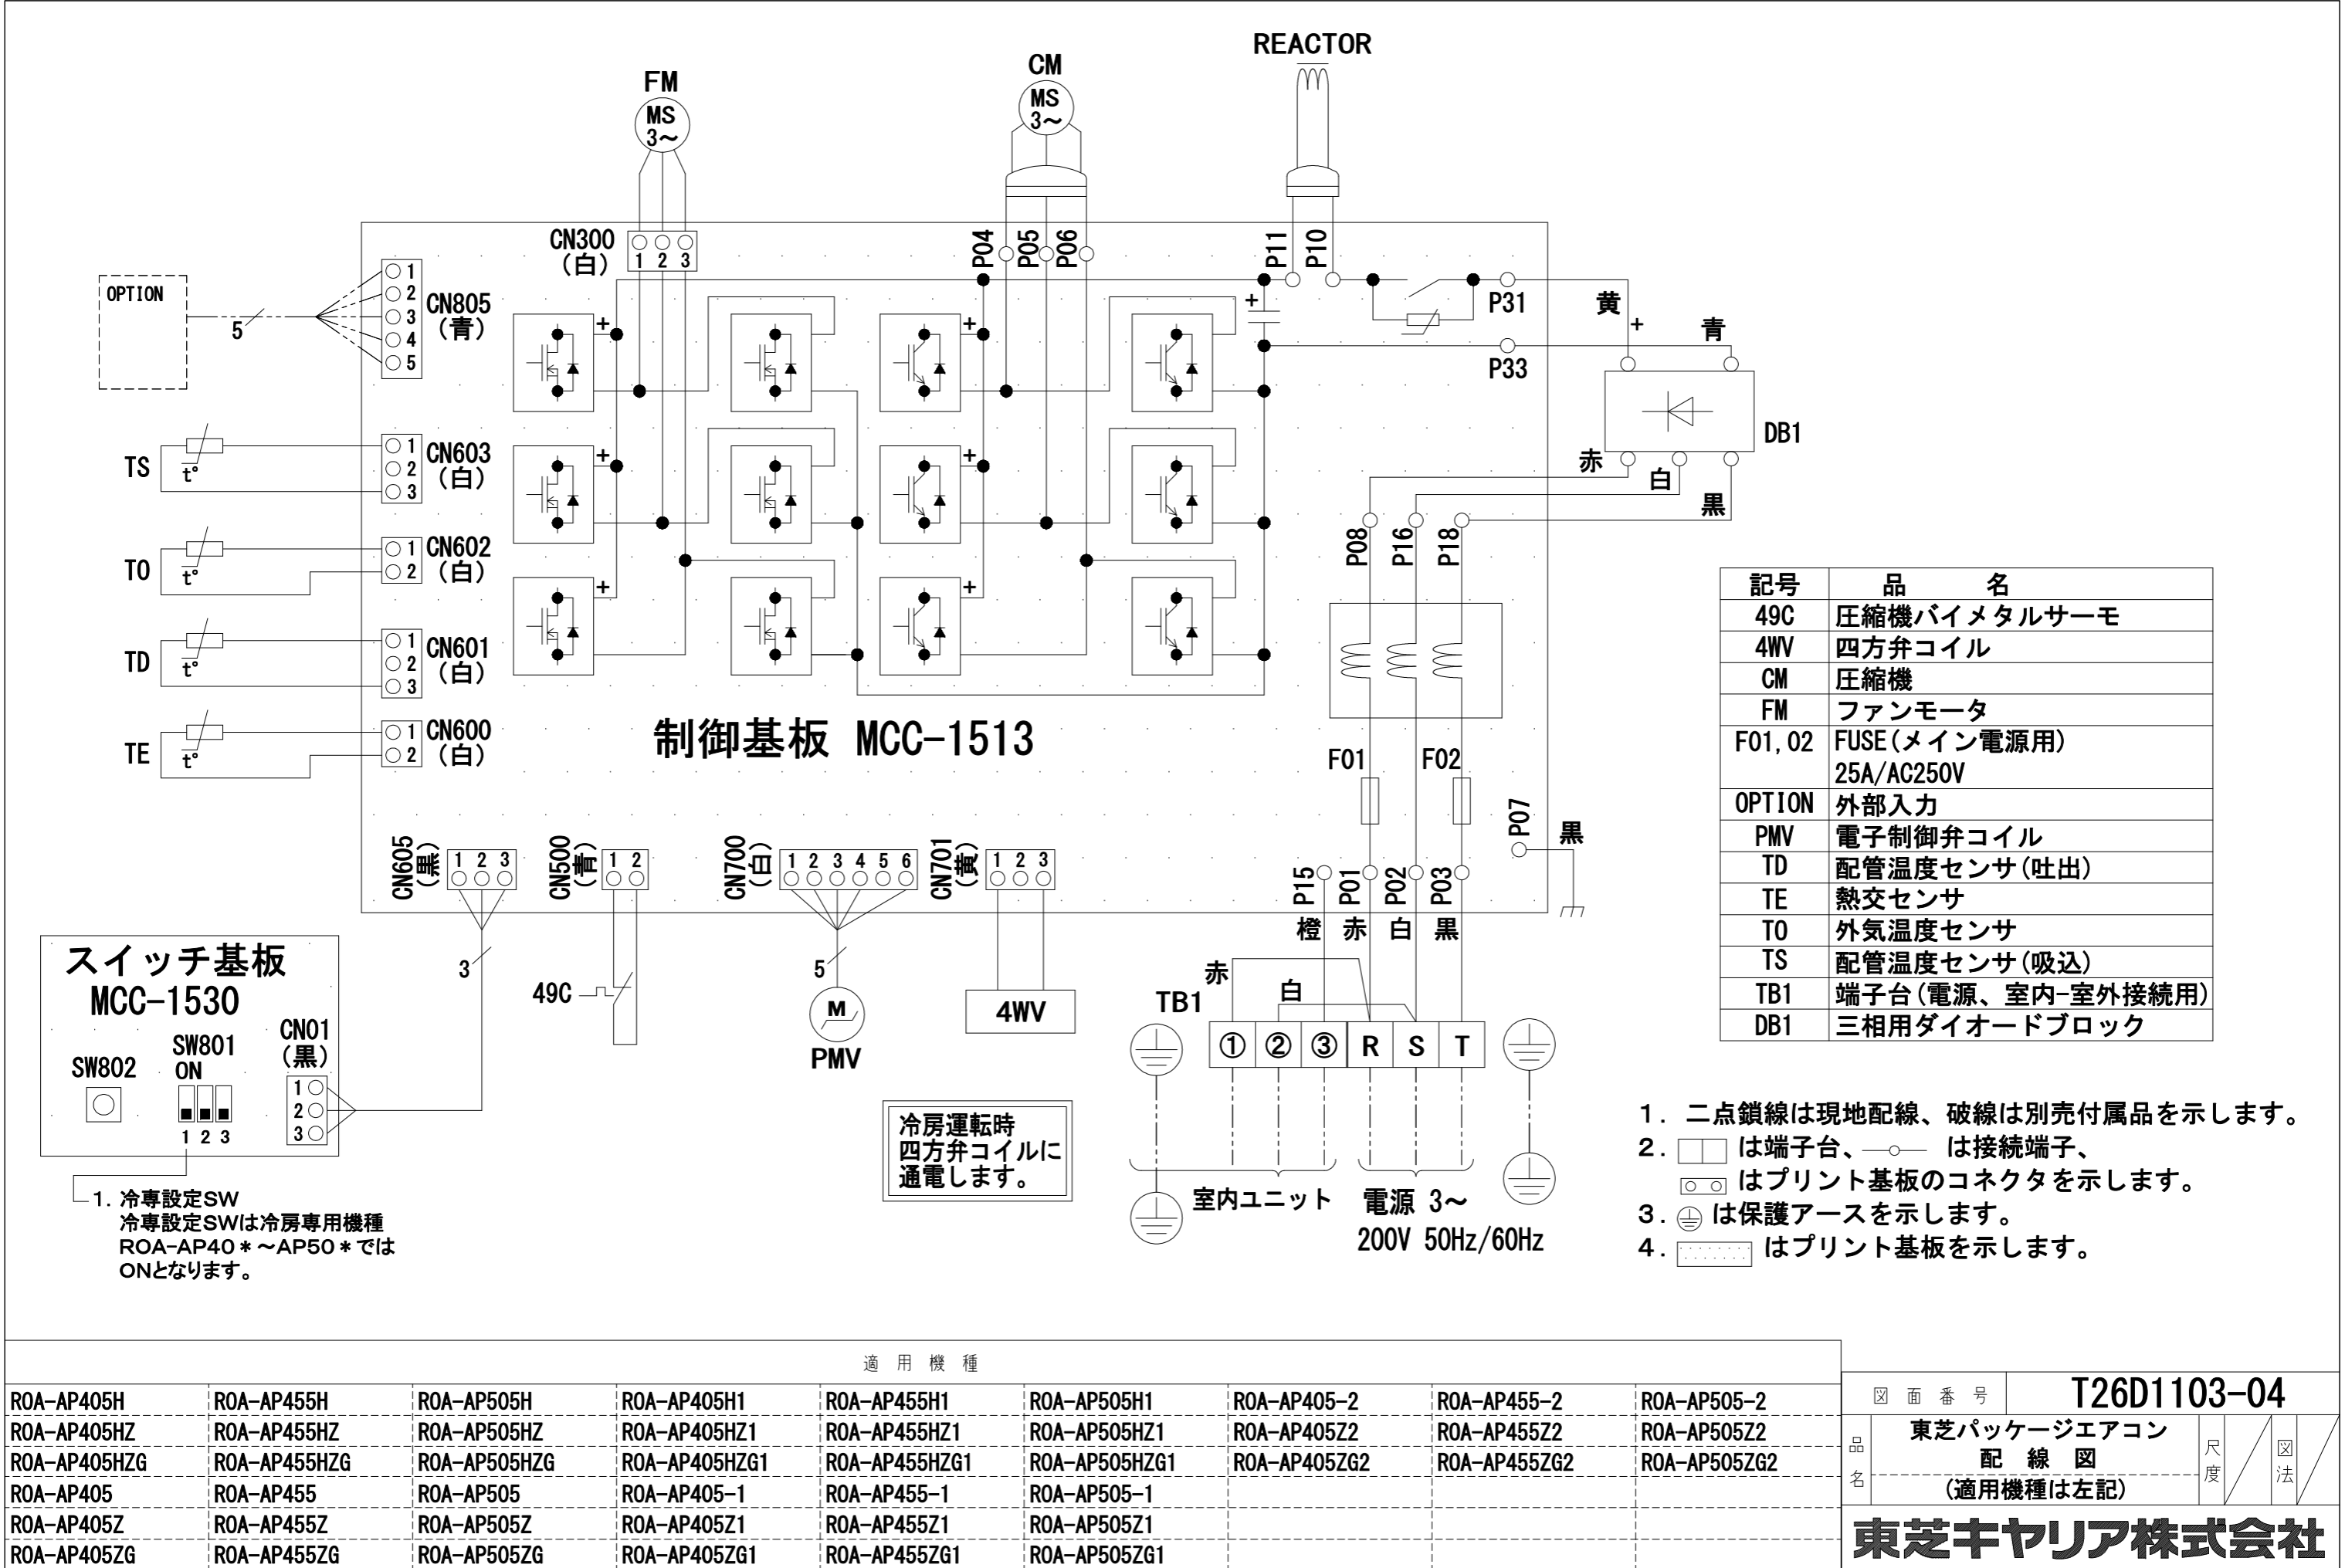 REACTOR
FM
MS
3～
CM
MS
3～
CN300
(白)
1 2 3
P04
P05
P06
P11
P10
+
P31
P33
黄
+
青
DB1
赤
白
黒
OPTION
5
1
2
3
4
5
CN805
(青)
+
+
+
+
+
+
TS
t°
1
2
3
CN603
(白)
TO
t°
1
2
CN602
(白)
TD
t°
1
2
3
CN601
(白)
TE
t°
1
2
CN600
(白)
制御基板 MCC-1513
P08
P16
P18
F01
F02
P07
黒
CN605
(黒)
1 2 3
CN500
(青)
1 2
CN700
(白)
1 2 3 4 5 6
CN701
(黄)
1 2 3
P15
P01
P02
P03
橙 赤 白 黒
3
49C
5
M
PMV
4WV
赤
白
TB1
① ② ③ R S T
室内ユニット
電源 3～
200V 50Hz/60Hz
スイッチ基板
MCC-1530
SW802
SW801
ON
1 2 3
CN01
(黒)
1
2
3
1. 冷専設定SW
冷専設定SWは冷房専用機種
ROA-AP40＊～AP50＊では
ONとなります。
冷房運転時
四方弁コイルに
通電します。
記号 品 名
49C 圧縮機バイメタルサーモ
4WV 四方弁コイル
CM 圧縮機
FM ファンモータ
F01,02 FUSE(メイン電源用)
25A/AC250V
OPTION 外部入力
PMV 電子制御弁コイル
TD 配管温度センサ(吐出)
TE 熱交センサ
TO 外気温度センサ
TS 配管温度センサ(吸込)
TB1 端子台(電源、室内-室外接続用)
DB1 三相用ダイオードブロック
1. 二点鎖線は現地配線、破線は別売付属品を示します。
2. は端子台、 は接続端子、
はプリント基板のコネクタを示します。
3. は保護アースを示します。
4. はプリント基板を示します。
適用機種
ROA-AP405H ROA-AP455H ROA-AP505H ROA-AP405H1 ROA-AP455H1 ROA-AP505H1 ROA-AP405-2 ROA-AP455-2 ROA-AP505-2
ROA-AP405HZ ROA-AP455HZ ROA-AP505HZ ROA-AP405HZ1 ROA-AP455HZ1 ROA-AP505HZ1 ROA-AP405Z2 ROA-AP455Z2 ROA-AP505Z2
ROA-AP405HZG ROA-AP455HZG ROA-AP505HZG ROA-AP405HZG1 ROA-AP455HZG1 ROA-AP505HZG1 ROA-AP405ZG2 ROA-AP455ZG2 ROA-AP505ZG2
ROA-AP405 ROA-AP455 ROA-AP505 ROA-AP405-1 ROA-AP455-1 ROA-AP505-1
ROA-AP405Z ROA-AP455Z ROA-AP505Z ROA-AP405Z1 ROA-AP455Z1 ROA-AP505Z1
ROA-AP405ZG ROA-AP455ZG ROA-AP505ZG ROA-AP405ZG1 ROA-AP455ZG1 ROA-AP505ZG1
図面番号 T26D1103-04
品名
東芝パッケージエアコン
配線図
(適用機種は左記)
尺度
図法
東芝キヤリア株式会社